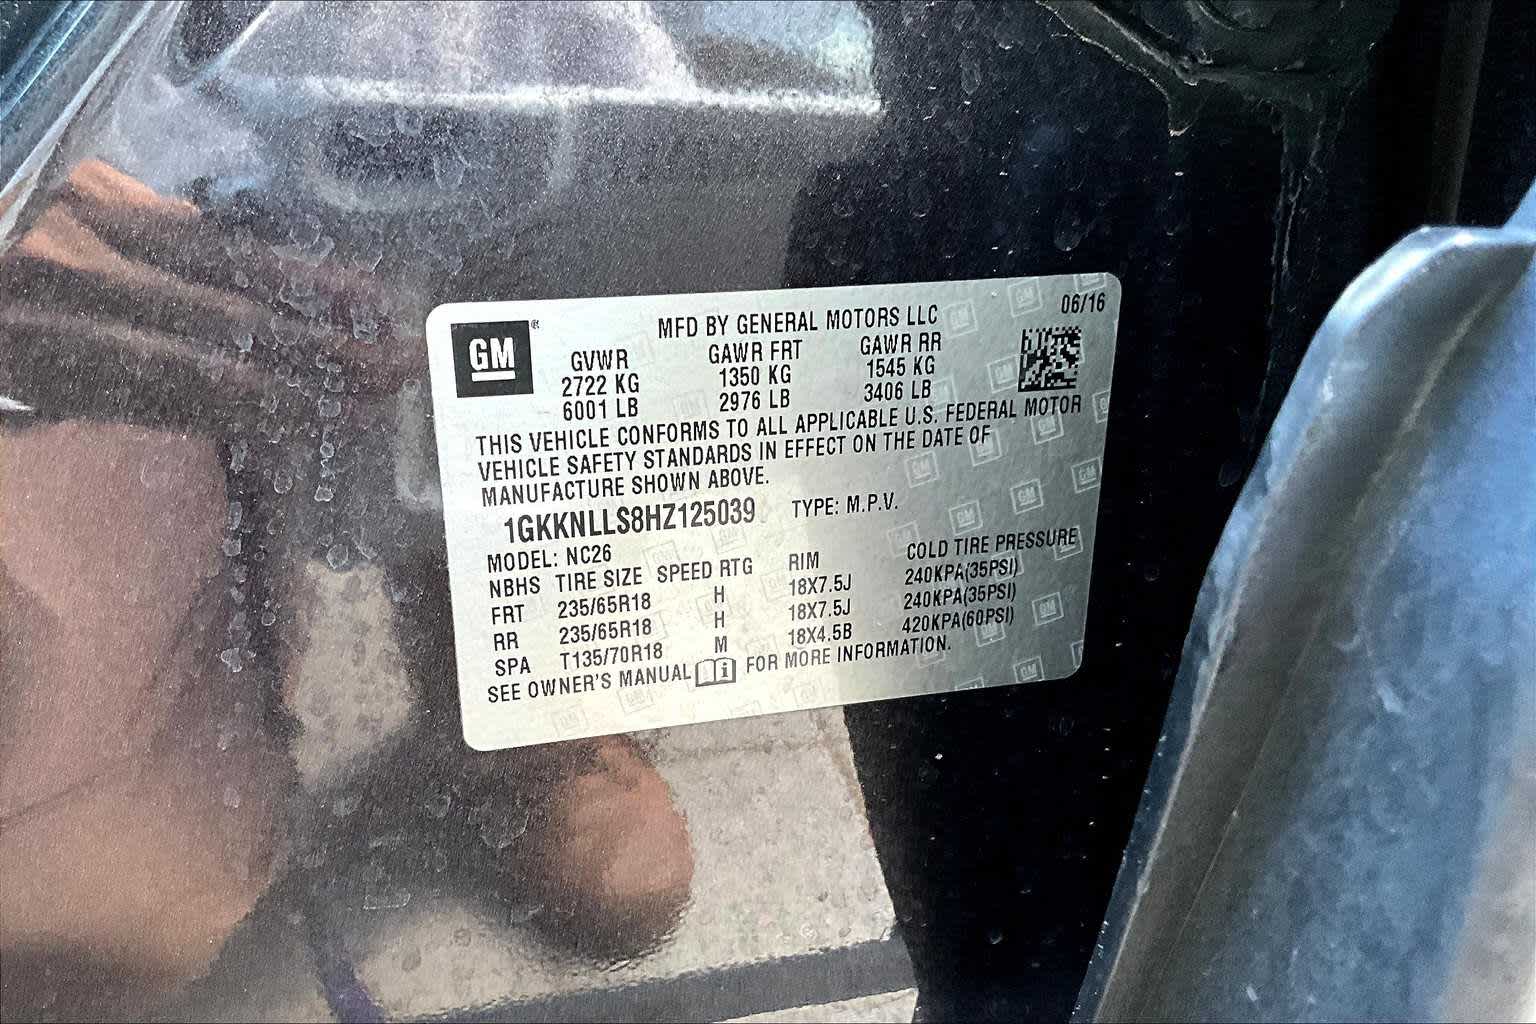 GM®
MFD BY GENERAL MOTORS LLC 06/16
GVWR GAWR FRT GAWR RR
2722 KG 1350 KG 1545 KG
6001 LB 2976 LB 3406 LB
THIS VEHICLE CONFORMS TO ALL APPLICABLE U.S. FEDERAL MOTOR
VEHICLE SAFETY STANDARDS IN EFFECT ON THE DATE OF
MANUFACTURE SHOWN ABOVE.
1GKKNLLS8HZ125039 TYPE: M.P.V.
MODEL: NC26
NBHS TIRE SIZE SPEED RTG RIM COLD TIRE PRESSURE
FRT 235/65R18 H 18X7.5J 240KPA(35PSI)
RR 235/65R18 H 18X7.5J 240KPA(35PSI)
SPA T135/70R18 M 18X4.5B 420KPA(60PSI)
SEE OWNER'S MANUAL i FOR MORE INFORMATION.